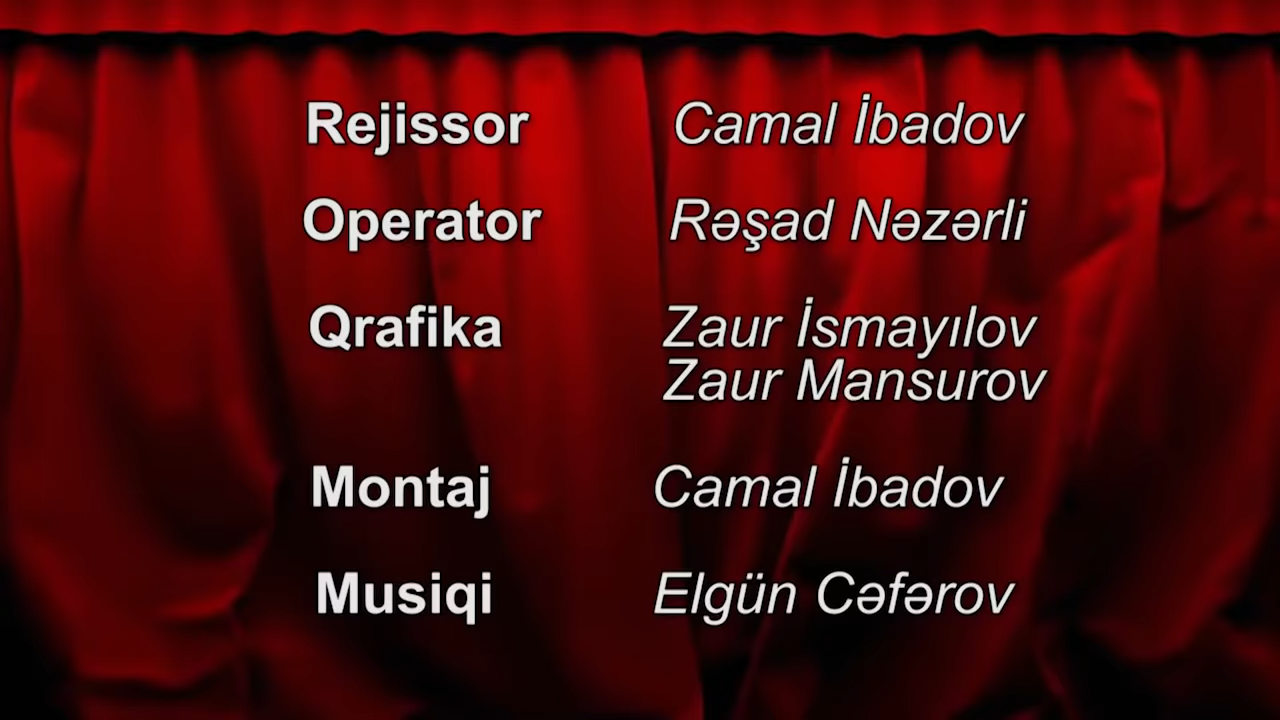 Rejissor Camal İbadov
Operator Rəşad Nəzərli
Qrafika Zaur İsmayılov
Zaur Mansurov
Montaj Camal İbadov
Musiqi Elgün Cəfərov